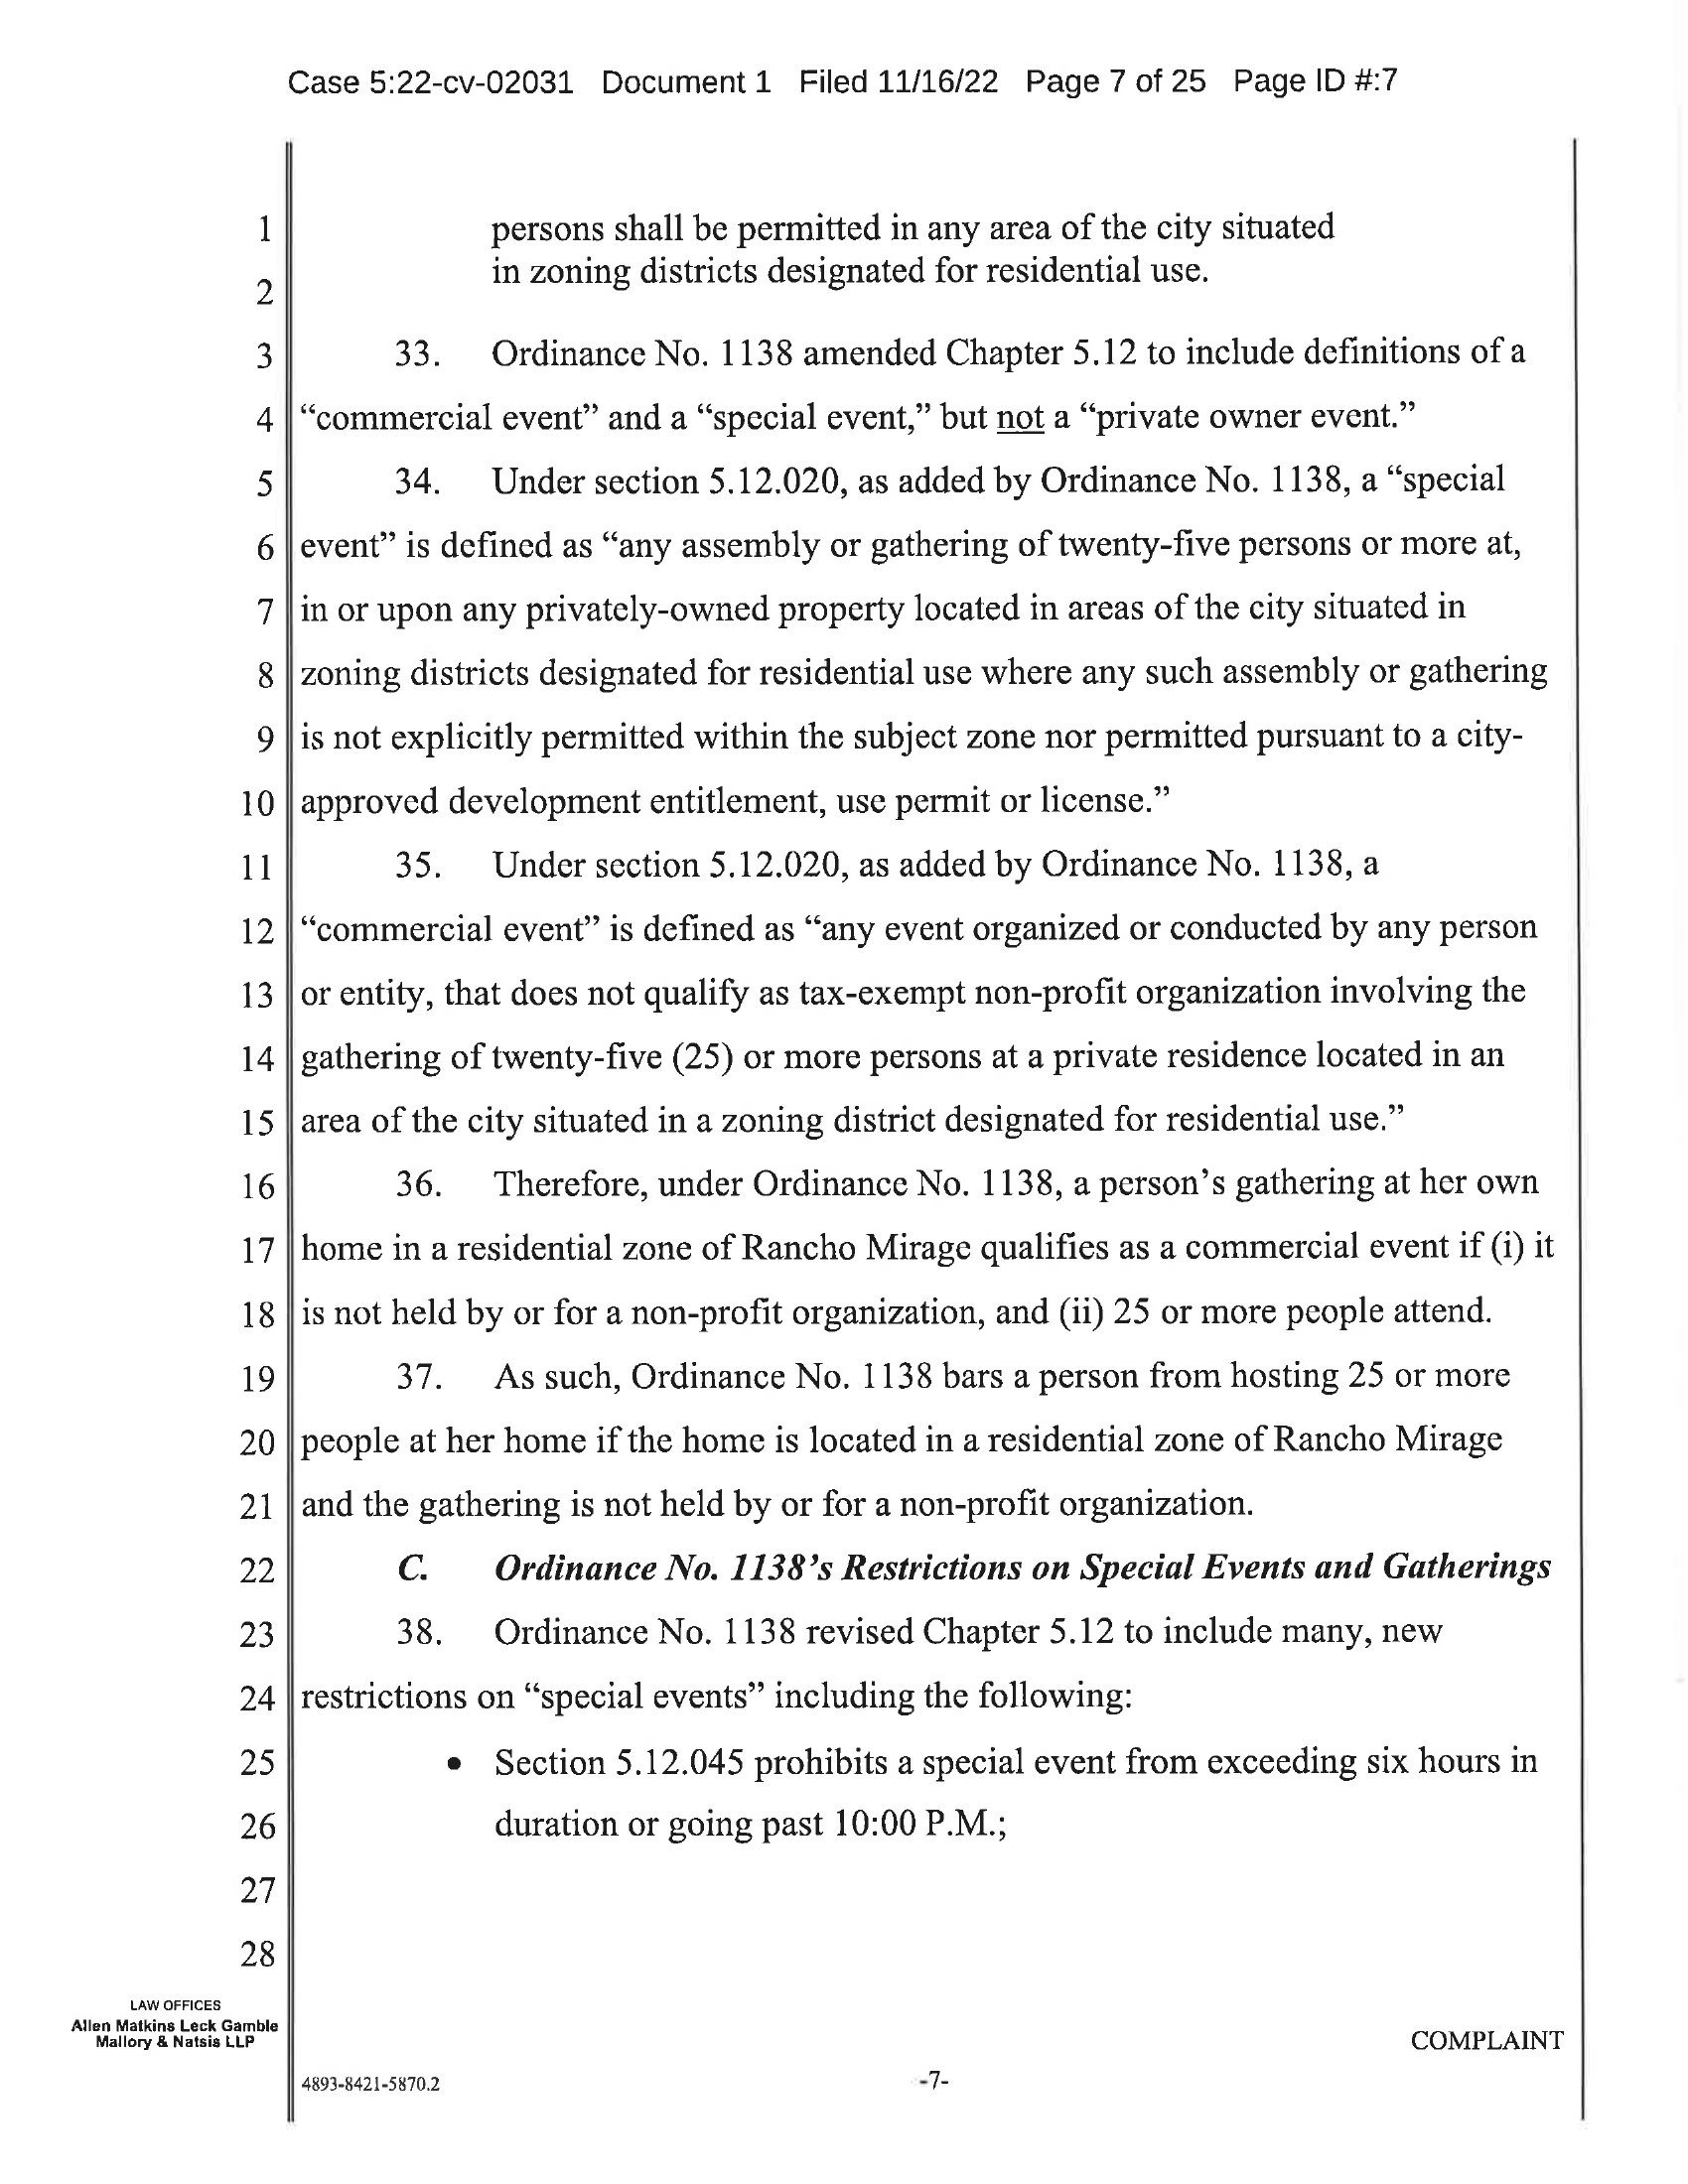 Case 5:22-cv-02031 Document 1 Filed 11/16/22 Page 7 of 25 Page ID #:7
1 persons shall be permitted in any area of the city situated
2 in zoning districts designated for residential use.
3 33. Ordinance No. 1138 amended Chapter 5.12 to include definitions of a
4 “commercial event” and a “special event,” but not a “private owner event.”
5 34. Under section 5.12.020, as added by Ordinance No. 1138, a “special
6 event” is defined as “any assembly or gathering of twenty-five persons or more at,
7 in or upon any privately-owned property located in areas of the city situated in
8 zoning districts designated for residential use where any such assembly or gathering
9 is not explicitly permitted within the subject zone nor permitted pursuant to a city-
10 approved development entitlement, use permit or license.”
11 35. Under section 5.12.020, as added by Ordinance No. 1138, a
12 “commercial event” is defined as “any event organized or conducted by any person
13 or entity, that does not qualify as tax-exempt non-profit organization involving the
14 gathering of twenty-five (25) or more persons at a private residence located in an
15 area of the city situated in a zoning district designated for residential use.”
16 36. Therefore, under Ordinance No. 1138, a person’s gathering at her own
17 home in a residential zone of Rancho Mirage qualifies as a commercial event if (i) it
18 is not held by or for a non-profit organization, and (ii) 25 or more people attend.
19 37. As such, Ordinance No. 1138 bars a person from hosting 25 or more
20 people at her home if the home is located in a residential zone of Rancho Mirage
21 and the gathering is not held by or for a non-profit organization.
22 C. Ordinance No. 1138’s Restrictions on Special Events and Gatherings
23 38. Ordinance No. 1138 revised Chapter 5.12 to include many, new
24 restrictions on “special events” including the following:
25 • Section 5.12.045 prohibits a special event from exceeding six hours in
26 duration or going past 10:00 P.M.;
27
28
LAW OFFICES
Allen Matkins Leck Gamble
Mallory & Natsis LLP
COMPLAINT
4893-8421-5870.2
-7-